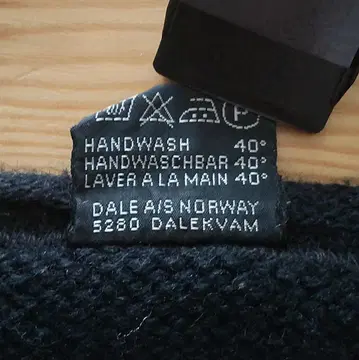 P
HANDWASH 40°
HANDWASCHBAR 40°
LAVER A LA MAIN 40°
DALE A/S NORWAY
5280 DALEKVAM